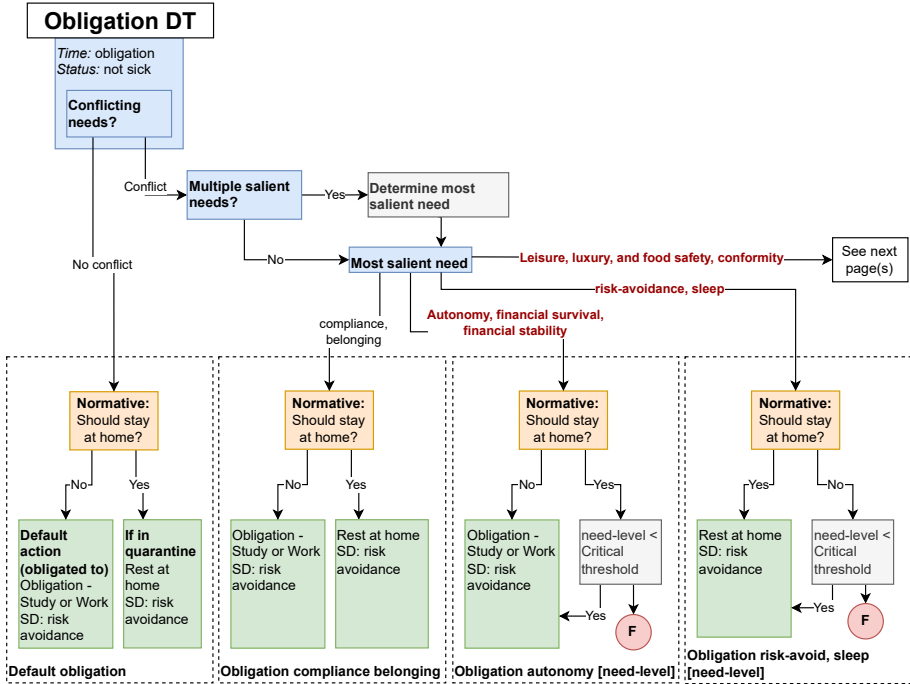 Obligation DT
Time: obligation
Status: not sick
Conflicting
needs?
Conflict
Multiple salient
needs?
Yes
Determine most
salient need
No
Most salient need
Leisure, luxury, and food safety, conformity
See next
page(s)
No conflict
risk-avoidance, sleep
Autonomy, financial survival,
financial stability
compliance,
belonging
Normative:
Should stay
at home?
No
Yes
Default
action
(obligated to)
Obligation -
Study or Work
SD: risk
avoidance
If in
quarantine
Rest at
home
SD: risk
avoidance
Default obligation
Normative:
Should stay
at home?
No
Yes
Obligation -
Study or Work
SD: risk
avoidance
Rest at home
SD: risk
avoidance
Obligation compliance belonging
Normative:
Should stay
at home?
No
Yes
Obligation -
Study or Work
SD: risk
avoidance
need-level <
Critical
threshold
Yes
F
Obligation autonomy [need-level]
Normative:
Should stay
at home?
Yes
No
Rest at home
SD: risk
avoidance
need-level <
Critical
threshold
Yes
F
Obligation risk-avoid, sleep
[need-level]